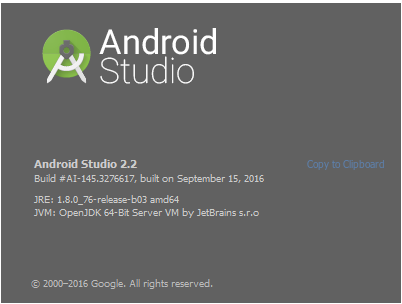 Android
Studio
Android Studio 2.2
Copy to Clipboard
Build #AI-145.3276617, built on September 15, 2016
JRE: 1.8.0_76-release-b03 amd64
JVM: OpenJDK 64-Bit Server VM by JetBrains s.r.o
© 2000–2016 Google. All rights reserved.